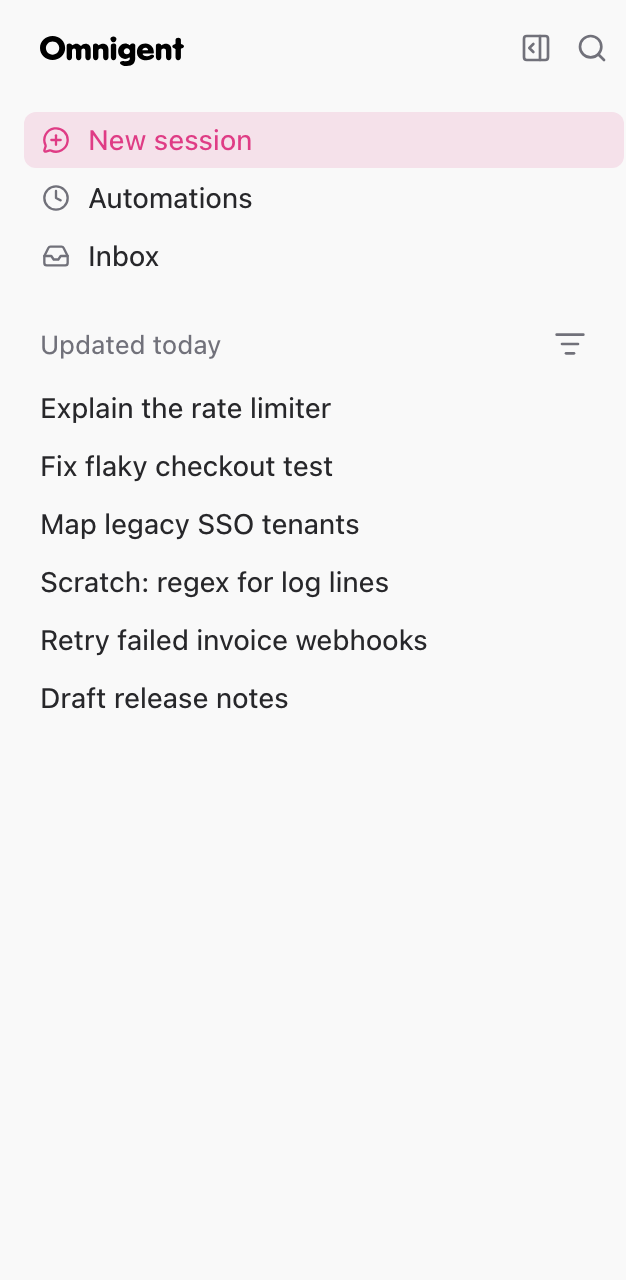 Omnigent
New session
Automations
Inbox
Updated today
Explain the rate limiter
Fix flaky checkout test
Map legacy SSO tenants
Scratch: regex for log lines
Retry failed invoice webhooks
Draft release notes